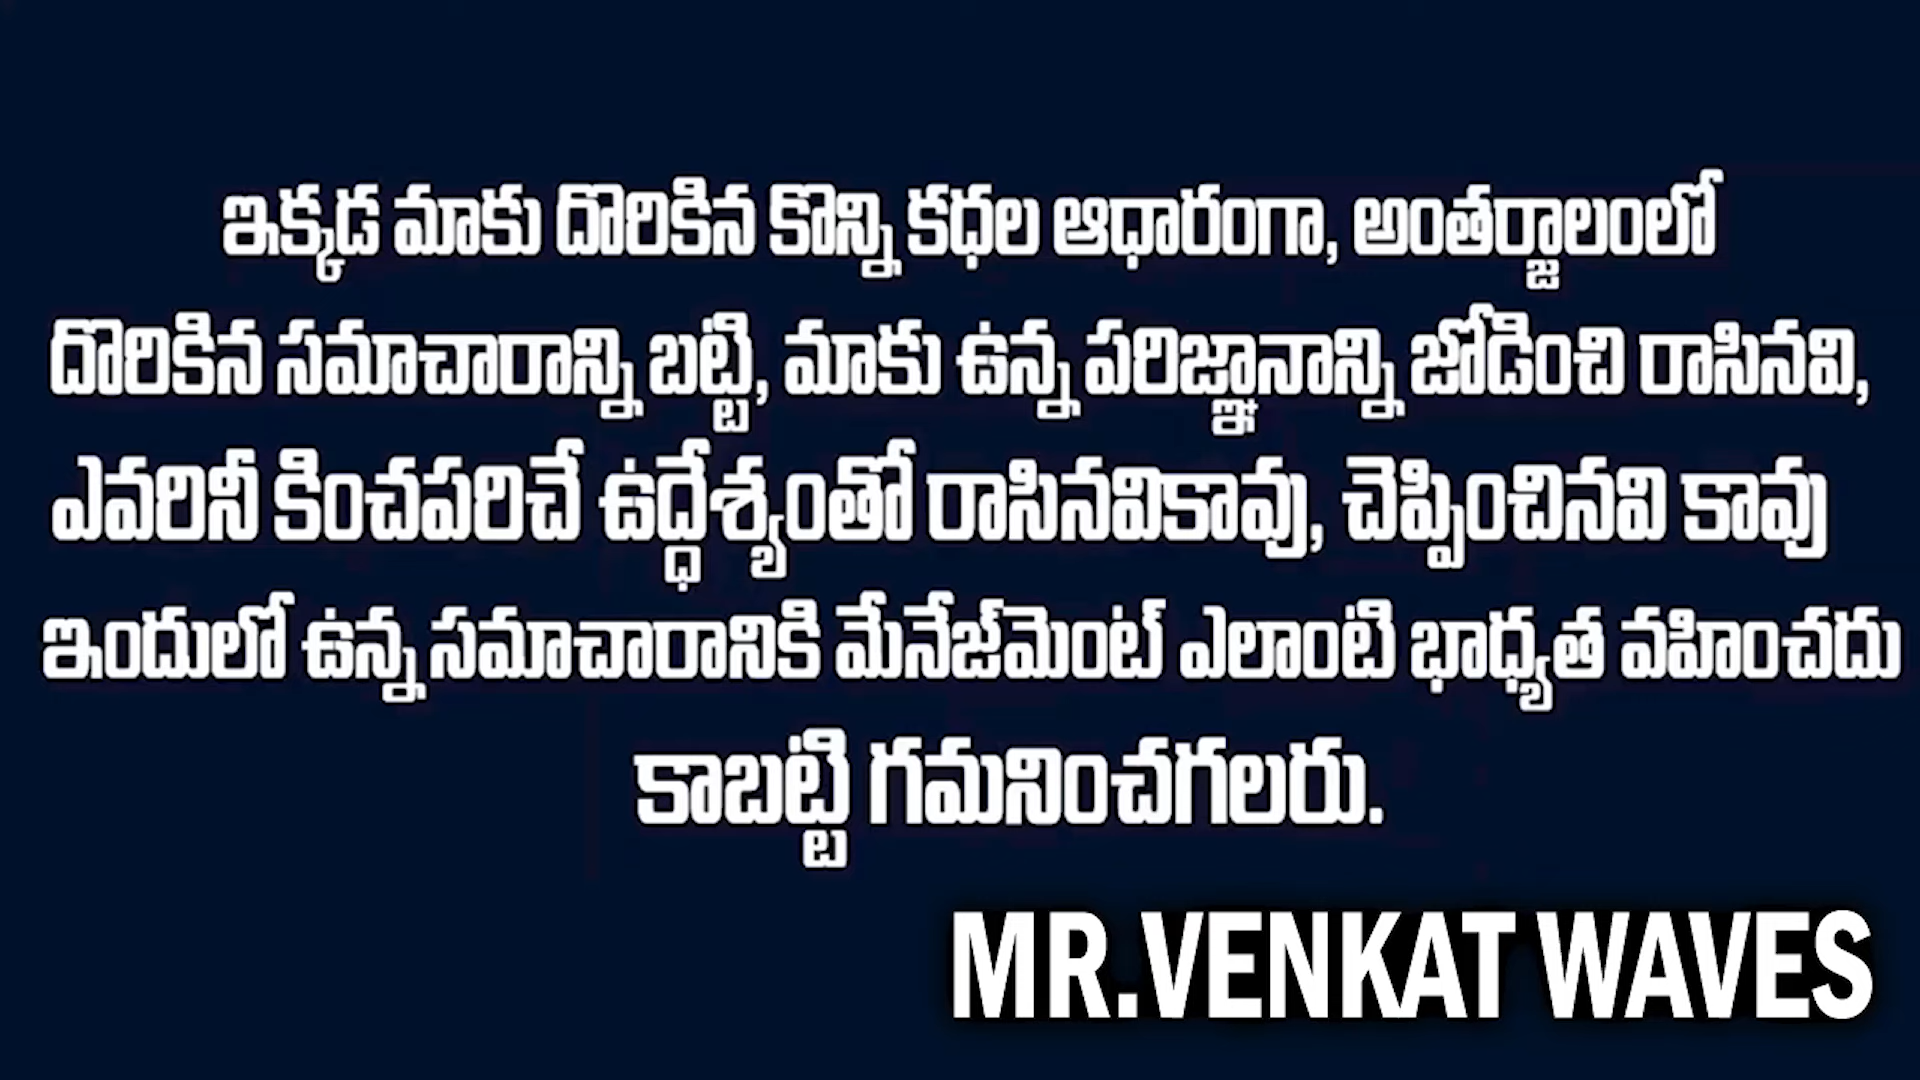 ఇక్కడ మాకు దొరికిన కొన్ని కధల ఆధారంగా, అంతర్జాలంలో
దొరికిన సమాచారాన్ని బట్టి, మాకు ఉన్న పరిజ్ఞానాన్ని జోడించి రాసినవి,
ఎవరినీ కించపరిచే ఉద్ధేశ్యంతో రాసినవికావు, చెప్పించినవి కావు
ఇందులో ఉన్న సమాచారానికి మేనేజ్‌మెంట్ ఎలాంటి భాధ్యత వహించదు
కాబట్టి గమనించగలరు.
MR.VENKAT WAVES